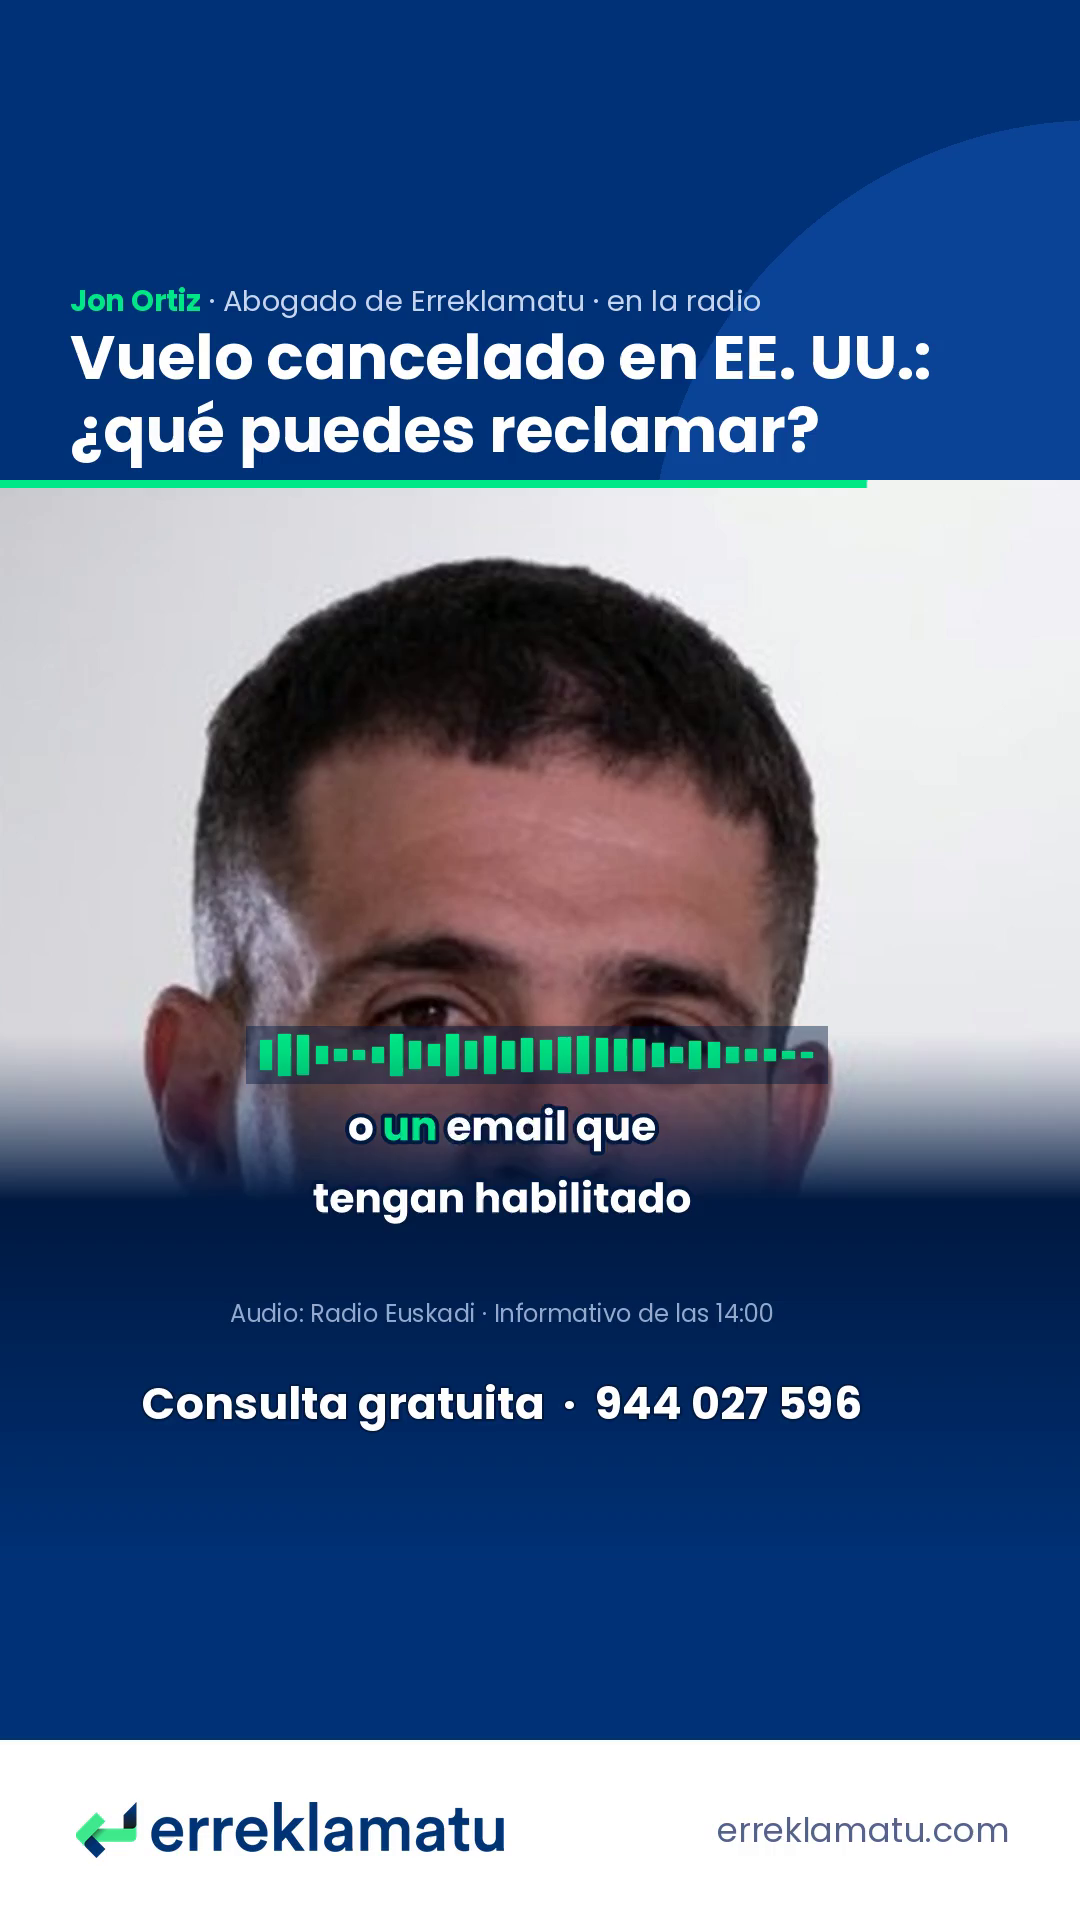 Jon Ortiz · Abogado de Erreklamatu · en la radio
Vuelo cancelado en EE. UU.:
¿qué puedes reclamar?
o un email que
tengan habilitado
Audio: Radio Euskadi · Informativo de las 14:00
Consulta gratuita · 944 027 596
erreklamatu
erreklamatu.com